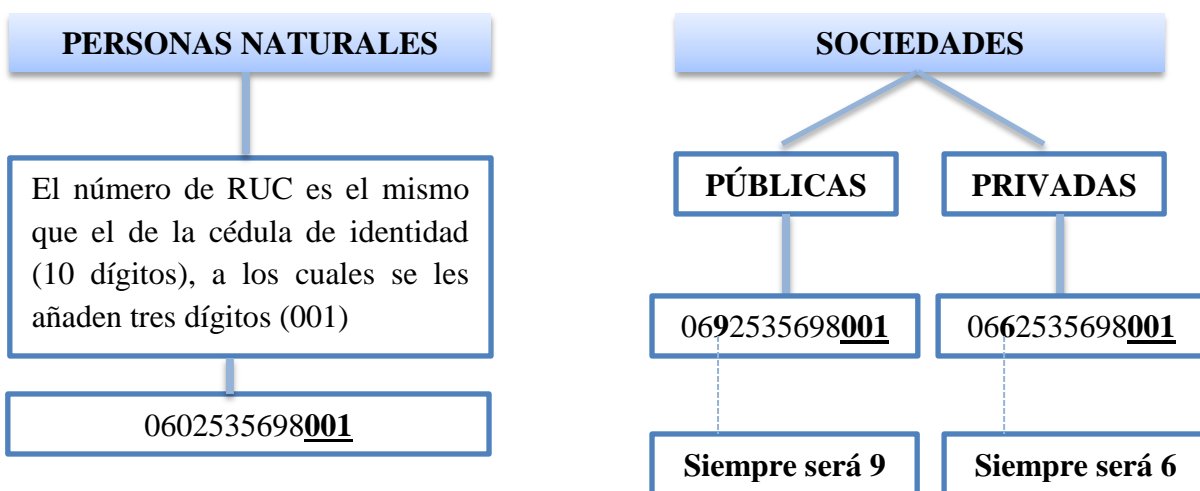 PERSONAS NATURALES
El número de RUC es el mismo
que el de la cédula de identidad
(10 dígitos), a los cuales se les
añaden tres dígitos (001)
0602535698001
SOCIEDADES
PÚBLICAS
PRIVADAS
0692535698001
0662535698001
Siempre será 9
Siempre será 6